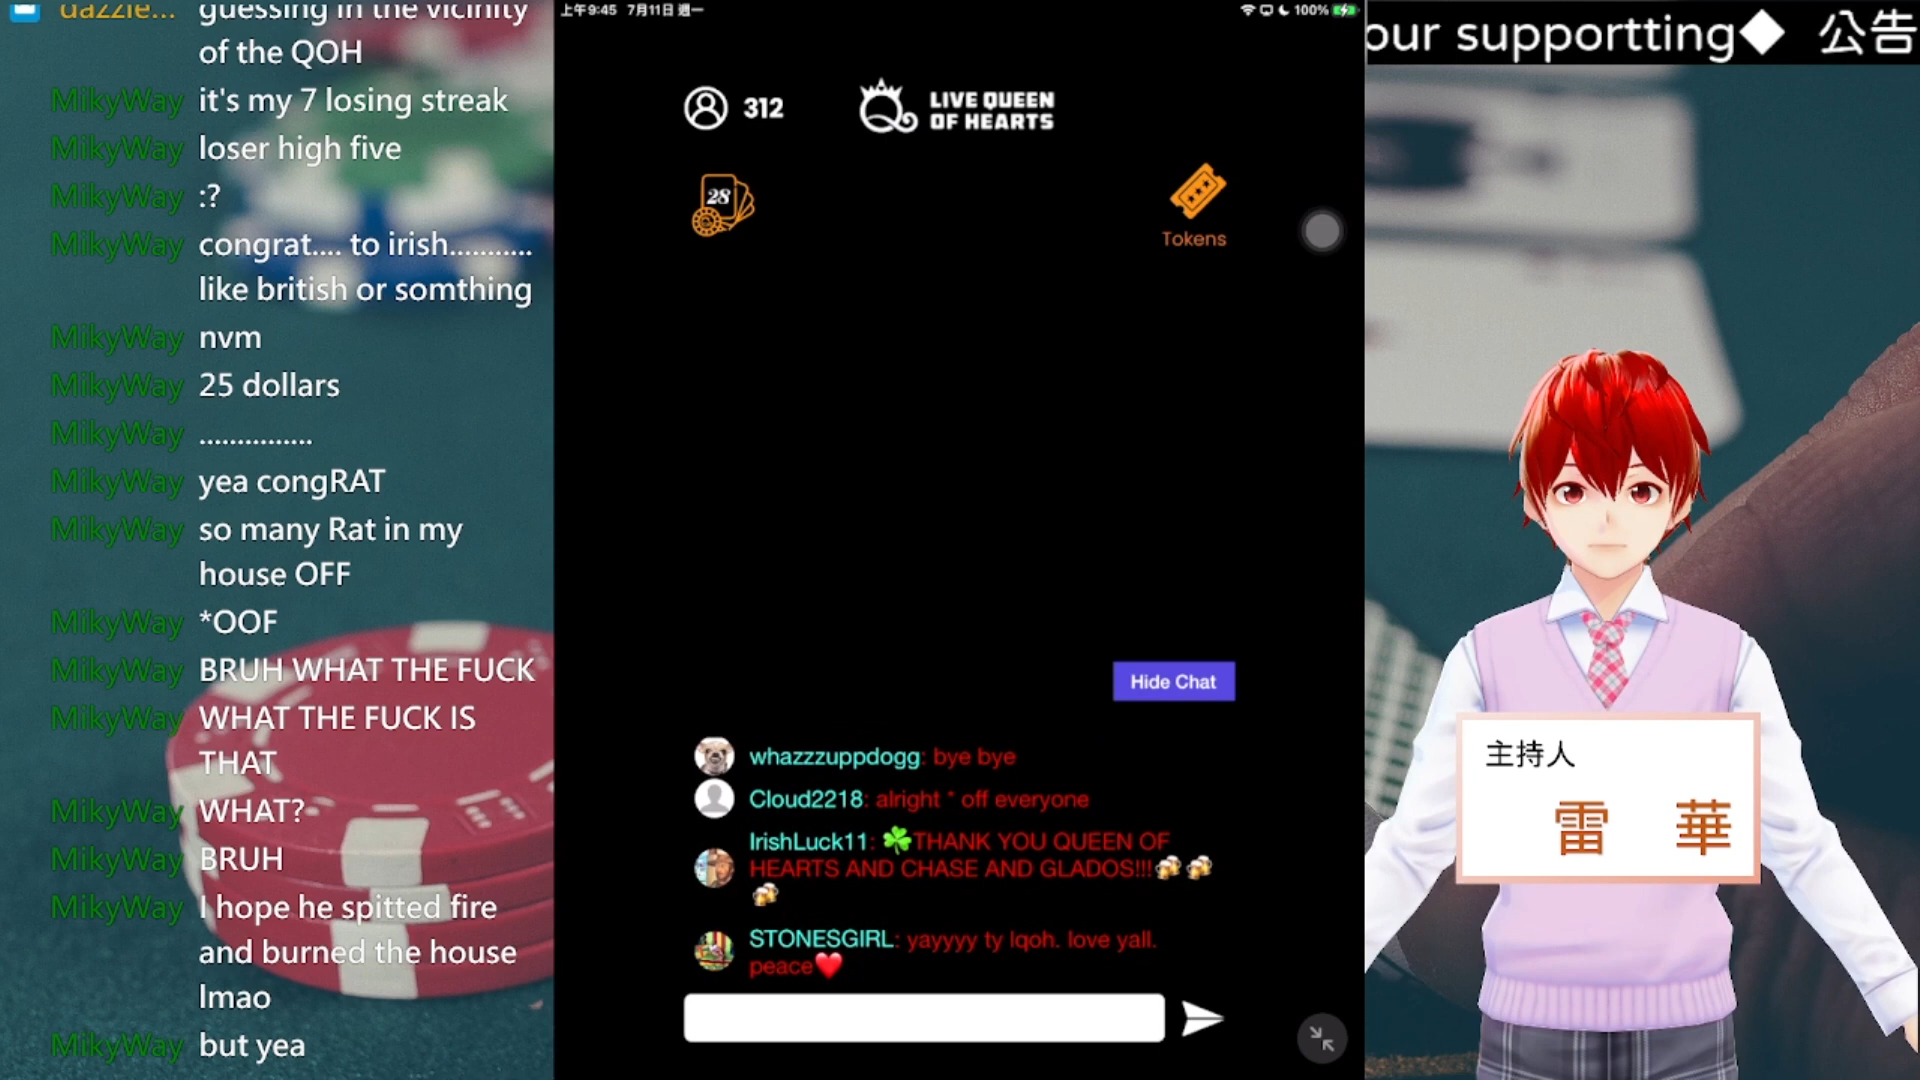 dazzle... guessing in the vicinity
of the QOH
MikyWay it's my 7 losing streak
MikyWay loser high five
MikyWay :?
MikyWay congrat.... to irish...........
like british or somthing
MikyWay nvm
MikyWay 25 dollars
MikyWay ...............
MikyWay yea congRAT
MikyWay so many Rat in my
house OFF
MikyWay *OOF
MikyWay BRUH WHAT THE FUCK
MikyWay WHAT THE FUCK IS
THAT
MikyWay WHAT?
MikyWay BRUH
MikyWay I hope he spitted fire
and burned the house
lmao
MikyWay but yea
上午9:45 7月11日 週一
100%
312
LIVE QUEEN
OF HEARTS
28
Tokens
Hide Chat
whazzzuppdogg: bye bye
Cloud2218: alright * off everyone
IrishLuck11: ☘️THANK YOU QUEEN OF
HEARTS AND CHASE AND GLADOS!!!🍻🍻
🍻
STONESGIRL: yayyyy ty lqoh. love yall.
peace❤️
our supportting◆ 公告
主持人
雷 華